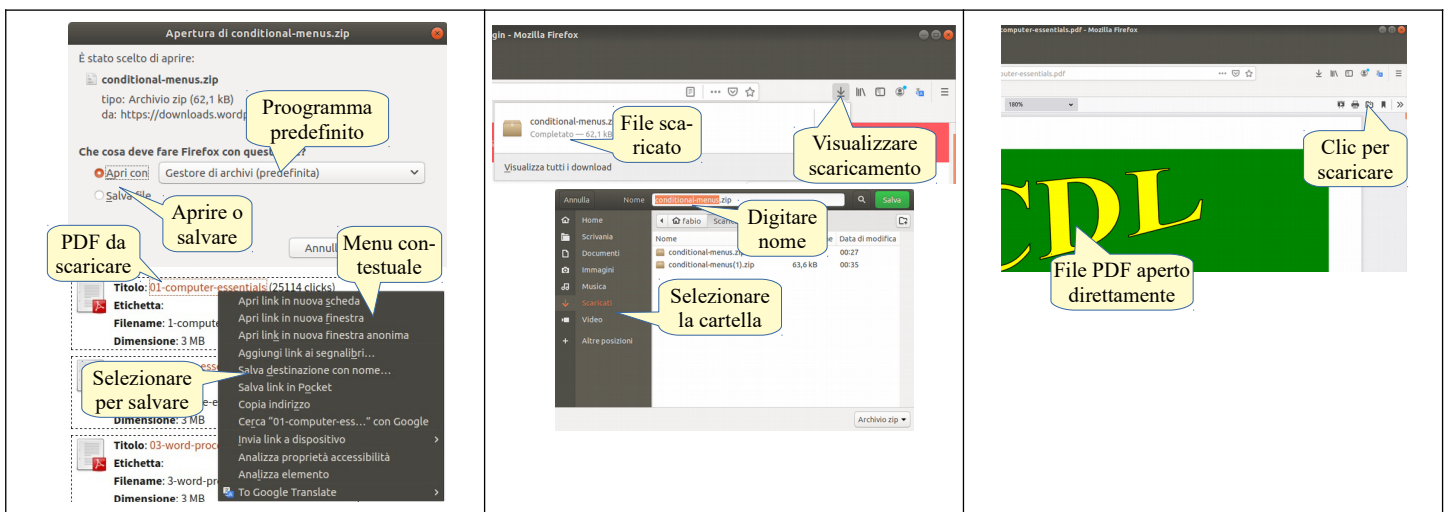 Apertura di conditional-menus.zip
È stato scelto di aprire:
conditional-menus.zip
tipo: Archivio zip (62,1 kB)
da: https://downloads.wordp
Proogramma
predefinito
Che cosa deve fare Firefox con ques
Apri con
Gestore di archivi (predefinita)
Salva file
Aprire o
salvare
Annull
PDF da
scaricare
Menu con-
testuale
Titolo: 01-computer-essentials (25114 clicks)
Etichetta:
Filename: 1-compute
Dimensione: 3 MB
Apri link in nuova scheda
Apri link in nuova finestra
Apri link in nuova finestra anonima
Aggiungi link ai segnalibri…
Salva destinazione con nome…
Salva link in Pocket
Copia indirizzo
Cerca "01-computer-ess…" con Google
Invia link a dispositivo
Analizza proprietà accessibilità
Analizza elemento
To Google Translate
Selezionare
per salvare
Dimensione: 3 MB
Titolo: 03-word-proc
Etichetta:
Filename: 3-word-pr
Dimensione: 3 MB
gin - Mozilla Firefox
conditional-menus.z
Completato — 62,1 kB
File sca-
ricato
Visualizzare
scaricamento
Visualizza tutti i download
Annulla
Nome
conditional-menus.zip
Salva
Digitare
nome
Home
Scrivania
Documenti
Immagini
Musica
Scaricati
Video
Altre posizioni
fabio
Scaric
Nome
Data di modifica
conditional-menus.zip
00:27
conditional-menus(1).zip
63,6 kB
00:35
Selezionare
la cartella
Archivio zip
computer-essentials.pdf - Mozilla Firefox
puter-essentials.pdf
180%
Clic per
scaricare
CDL
File PDF aperto
direttamente